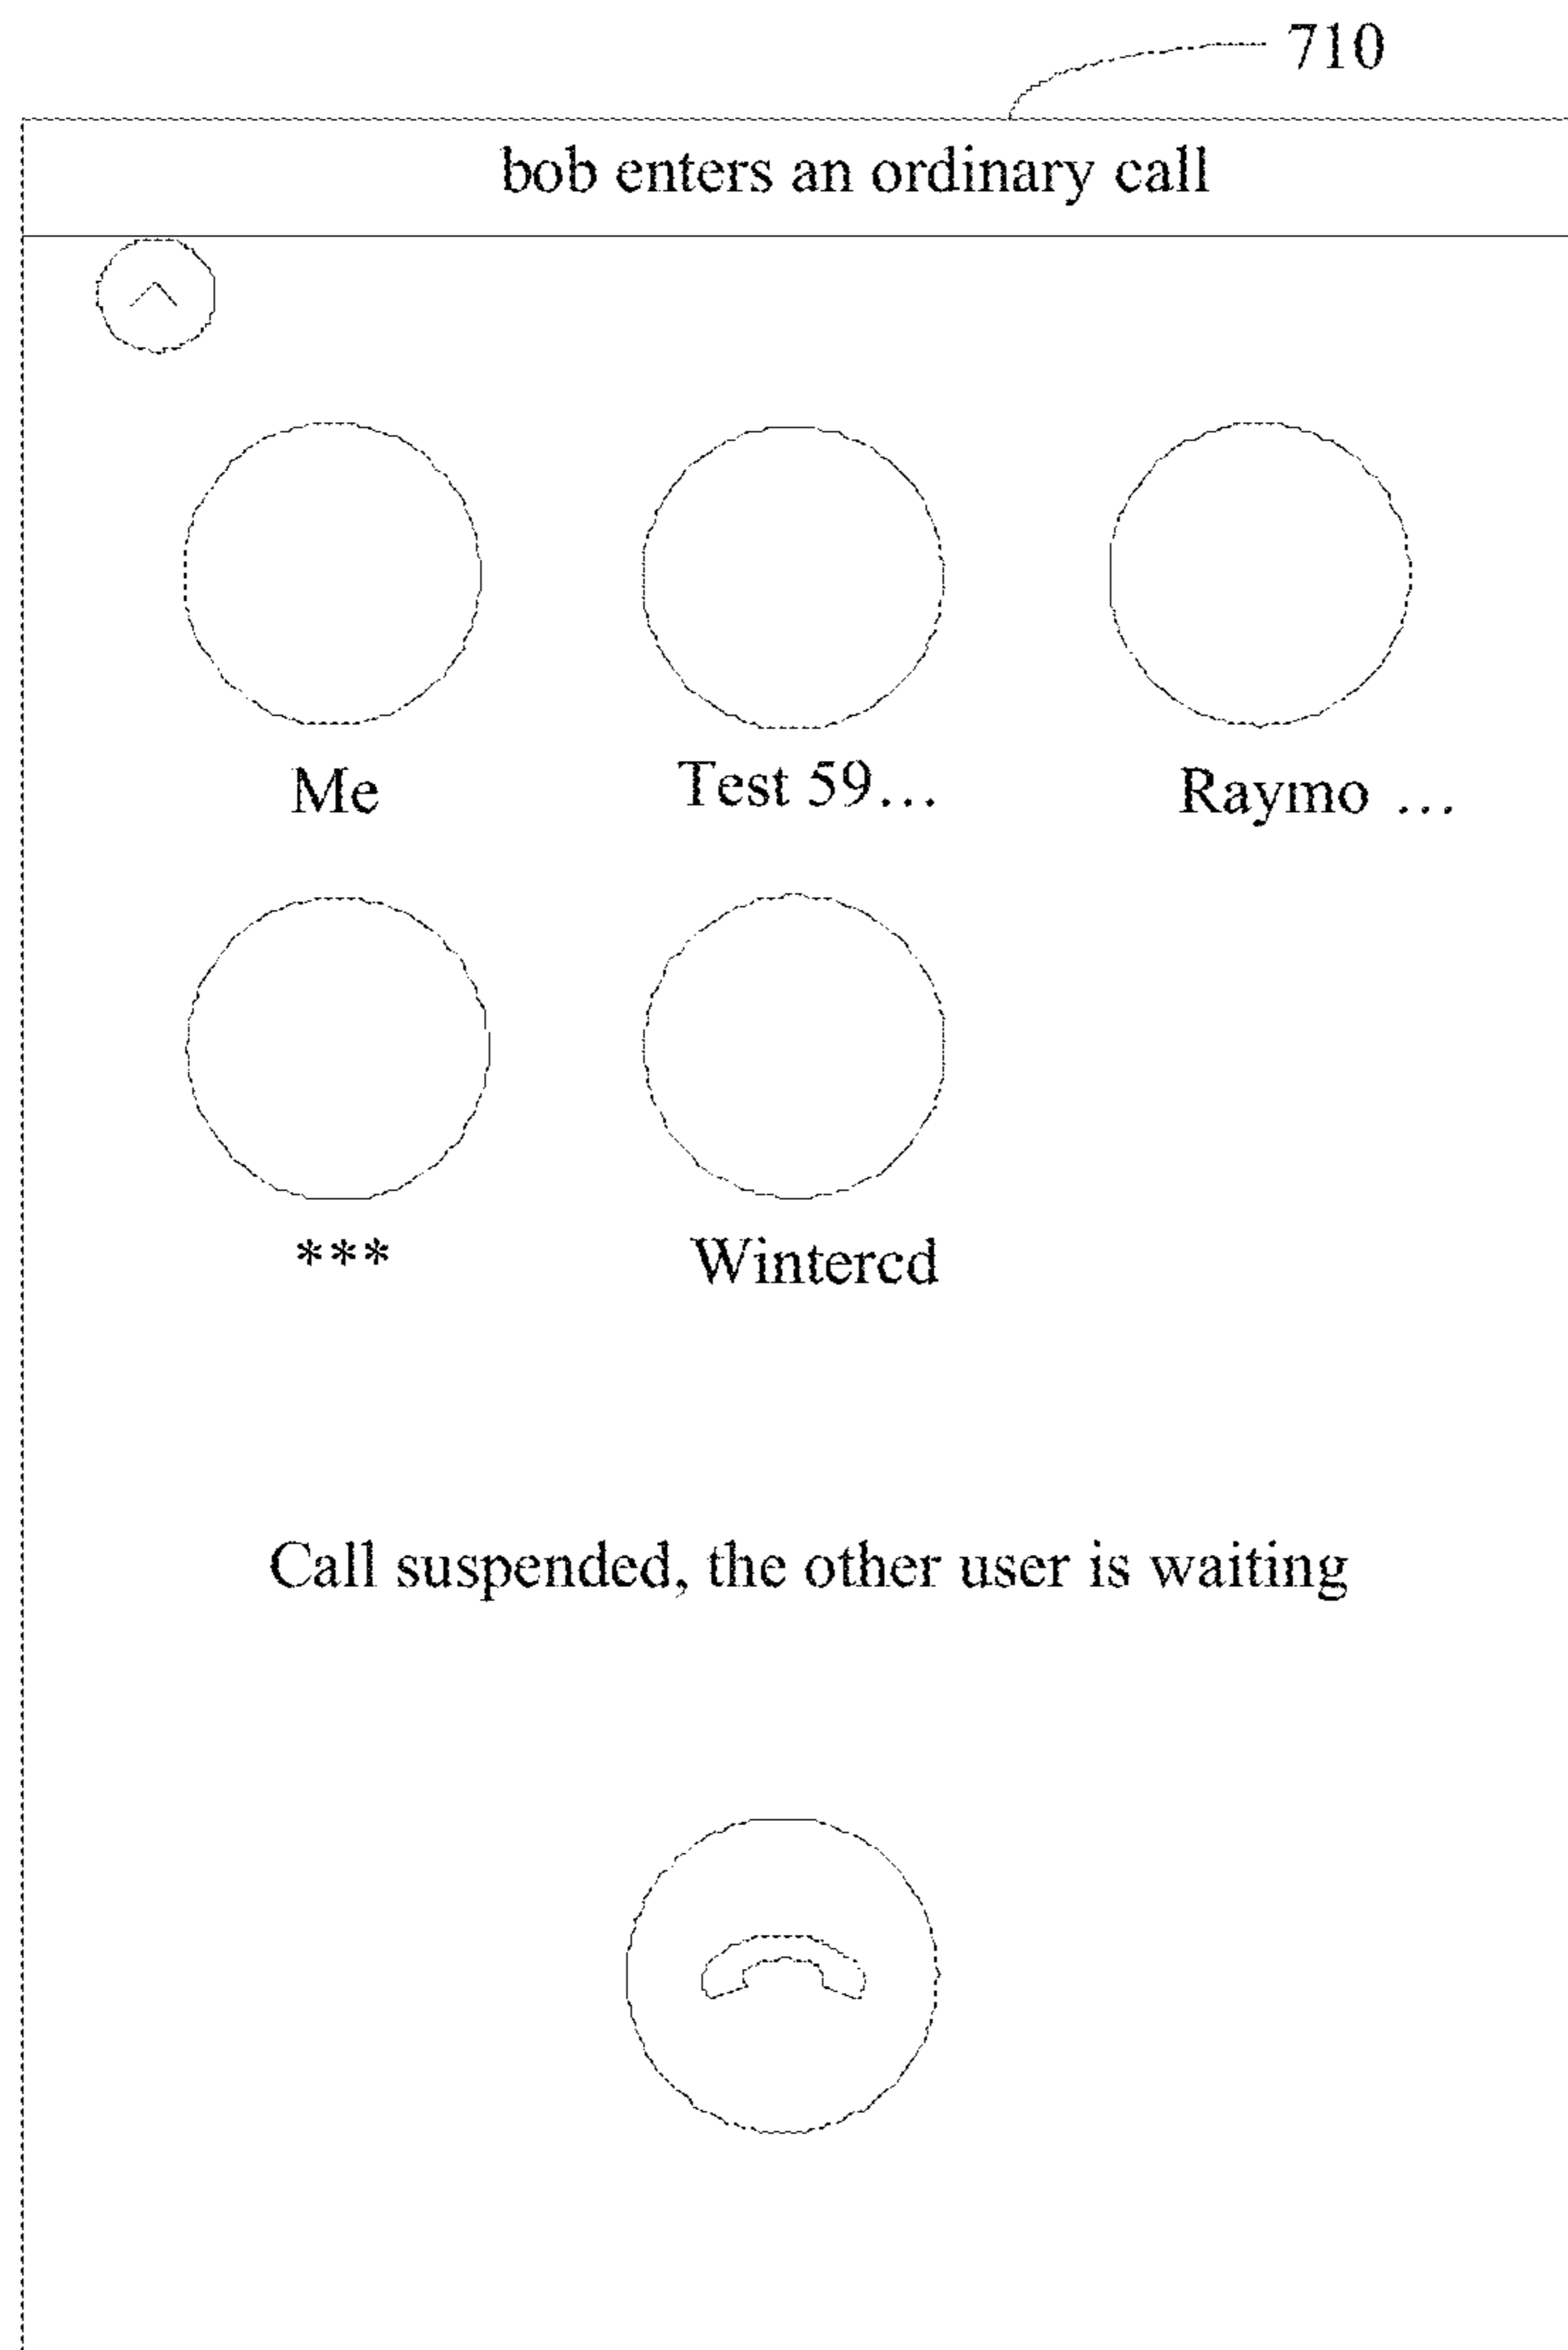 710
bob enters an ordinary call
Me Test 59... Raymo ...
*** Wintercd
Call suspended, the other user is waiting